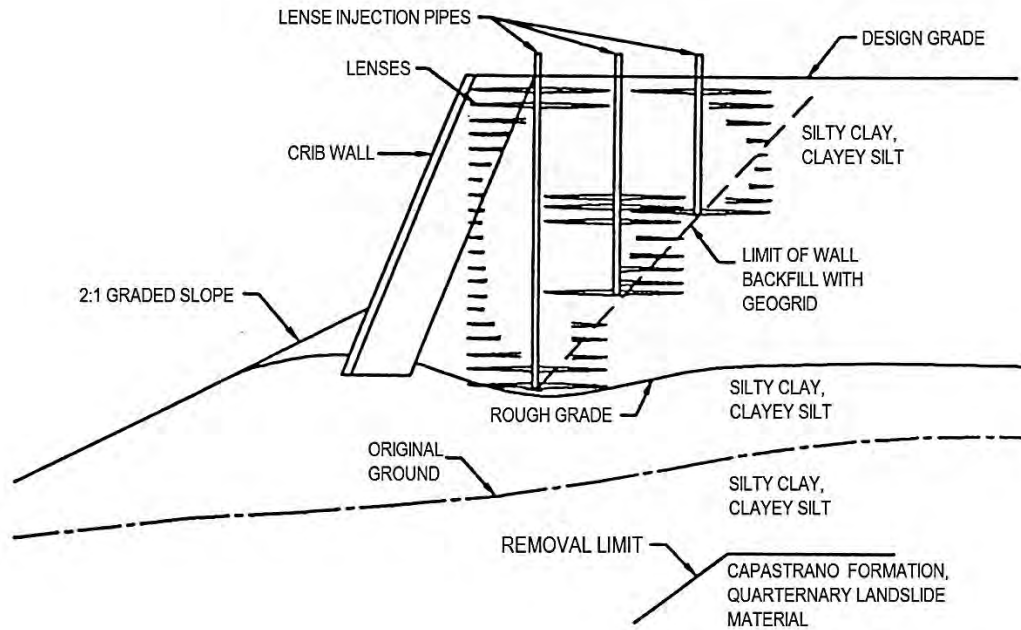 LENSE INJECTION PIPES
DESIGN GRADE
LENSES
SILTY CLAY,
CLAYEY SILT
CRIB WALL
LIMIT OF WALL
BACKFILL WITH
GEOGRID
2:1 GRADED SLOPE
SILTY CLAY,
CLAYEY SILT
ROUGH GRADE
ORIGINAL
GROUND
SILTY CLAY,
CLAYEY SILT
REMOVAL LIMIT
CAPASTRANO FORMATION,
QUARTERNARY LANDSLIDE
MATERIAL